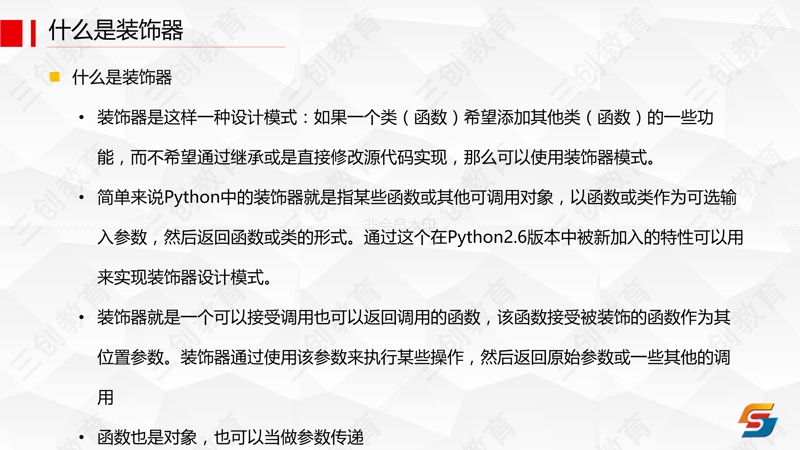 什么是装饰器
什么是装饰器
• 装饰器是这样一种设计模式：如果一个类（函数）希望添加其他类（函数）的一些功
能，而不希望通过继承或是直接修改源代码实现，那么可以使用装饰器模式。
• 简单来说Python中的装饰器就是指某些函数或其他可调用对象，以函数或类作为可选输
入参数，然后返回函数或类的形式。通过这个在Python2.6版本中被新加入的特性可以用
来实现装饰器设计模式。
• 装饰器就是一个可以接受调用也可以返回调用的函数，该函数接受被装饰的函数作为其
位置参数。装饰器通过使用该参数来执行某些操作，然后返回原始参数或一些其他的调
用
• 函数也是对象，也可以当做参数传递
三创教育